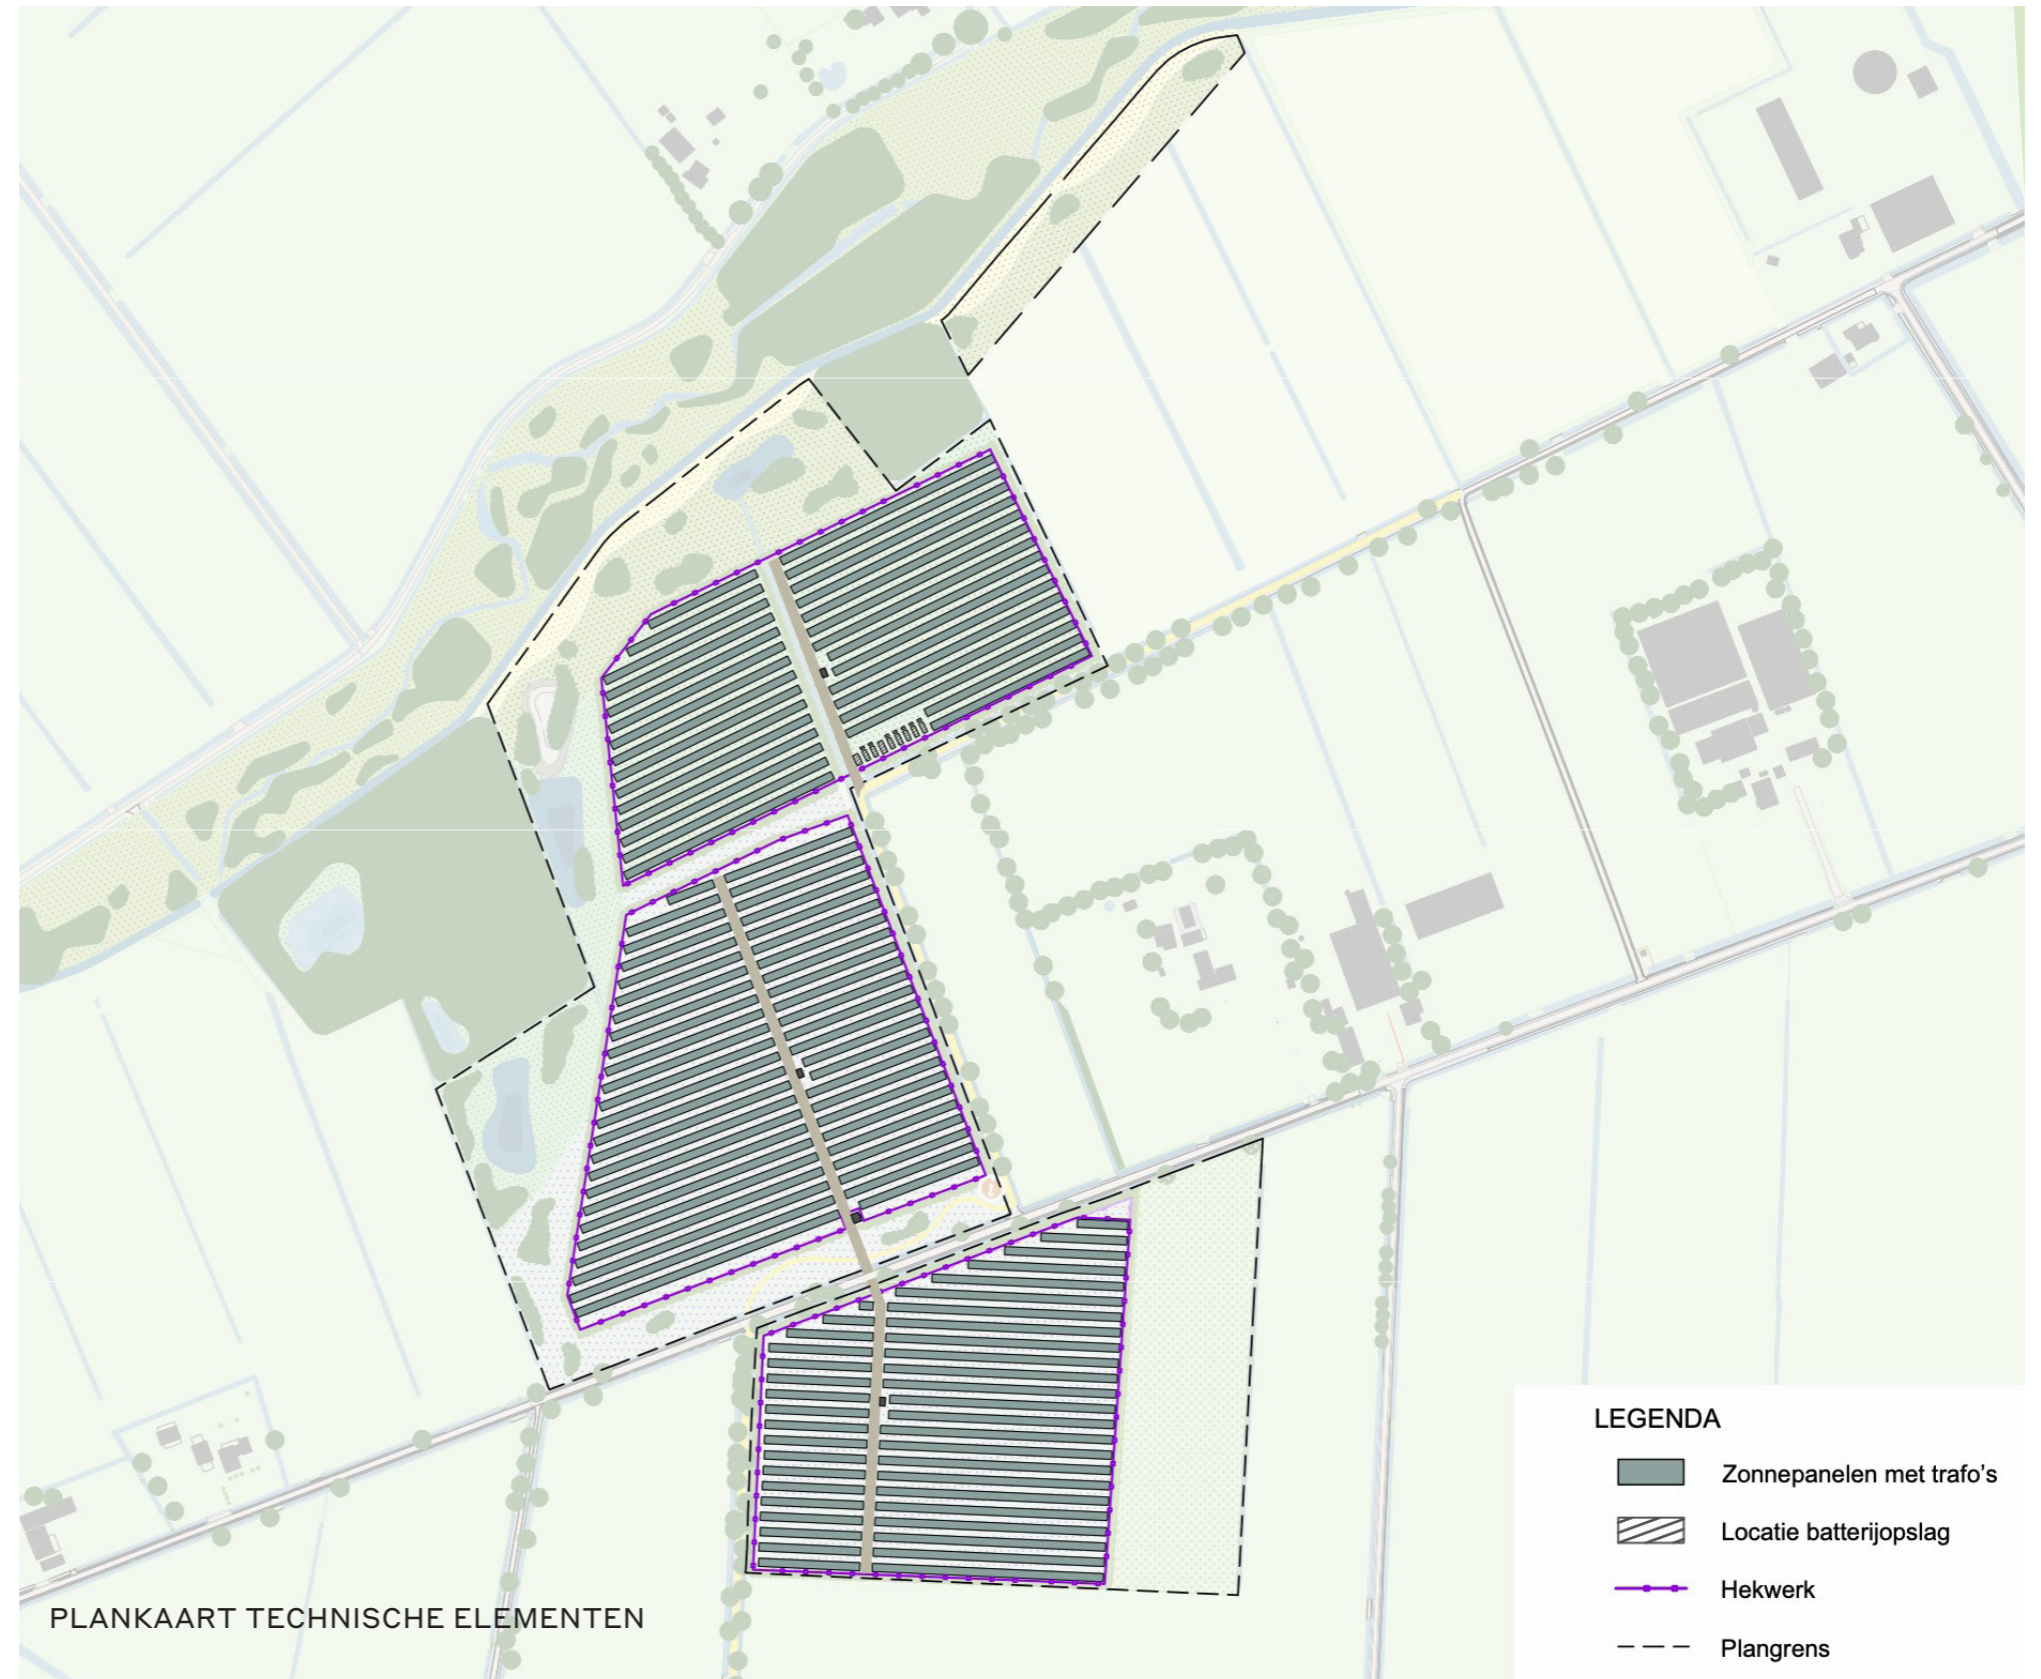 LEGENDA
Zonnepanelen met trafo's
Locatie batterijopslag
Hekwerk
Plangrens
PLANKAART TECHNISCHE ELEMENTEN